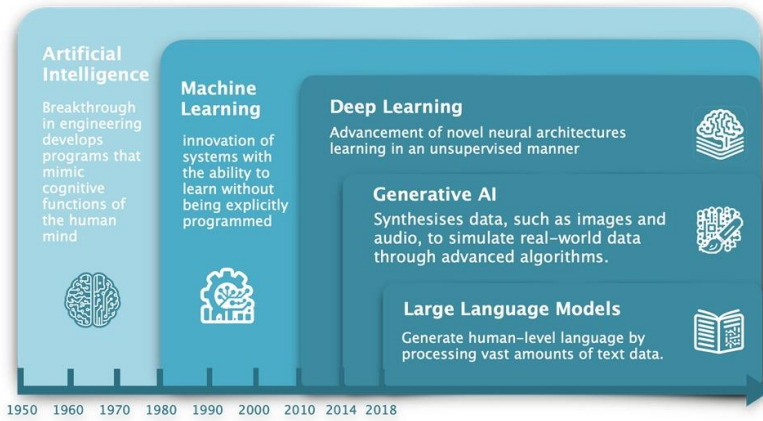 Artificial
Intelligence
Breakthrough
in engineering
develops
programs that
mimic
cognitive
functions of
the human
mind
Machine
Learning
innovation of
systems with
the ability to
learn without
being explicitly
programmed
Deep Learning
Advancement of novel neural architectures
learning in an unsupervised manner
Generative AI
Synthesises data, such as images and
audio, to simulate real-world data
through advanced algorithms.
Large Language Models
Generate human-level language by
processing vast amounts of text data.
1950 1960 1970 1980 1990 2000 2010 2014 2018